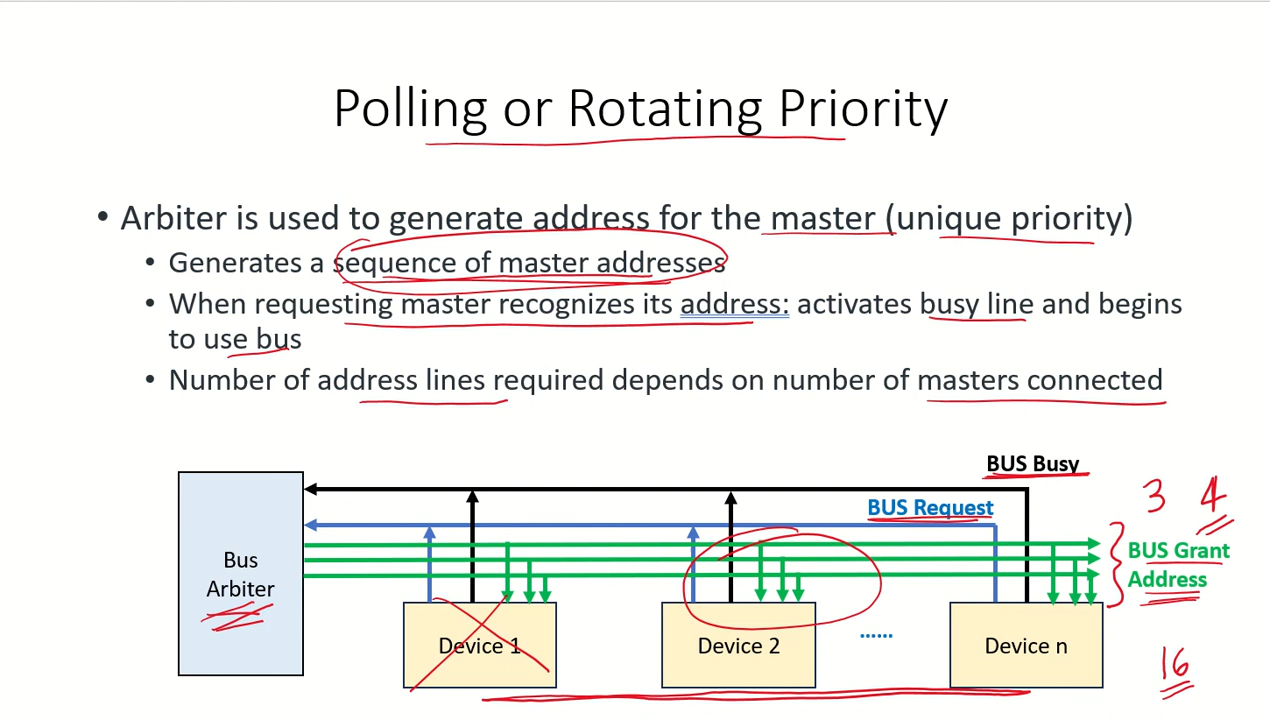 Polling or Rotating Priority
• Arbiter is used to generate address for the master (unique priority)
• Generates a sequence of master addresses
• When requesting master recognizes its address: activates busy line and begins
to use bus
• Number of address lines required depends on number of masters connected
BUS Busy
3 4
BUS Request
BUS Grant
Address
Bus
Arbiter
Device 1
Device 2
......
Device n
16